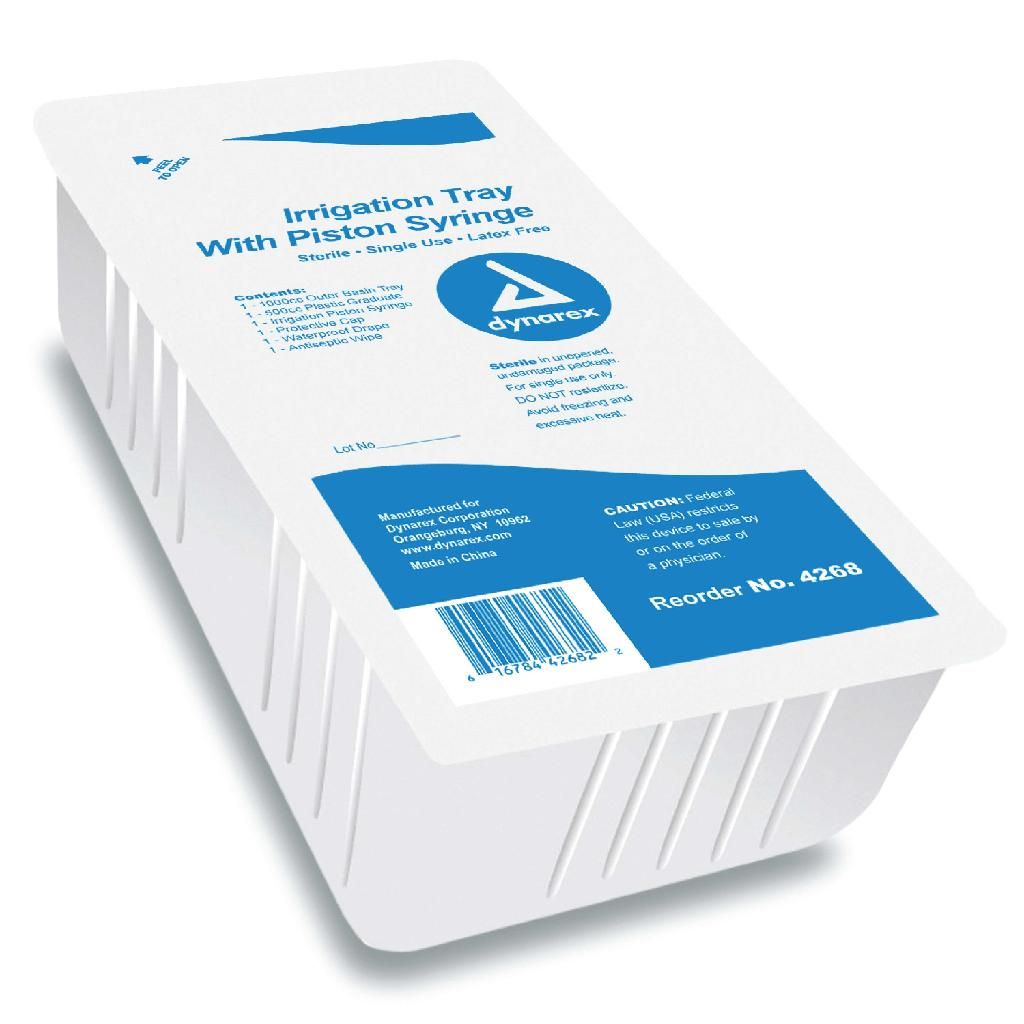 PEEL
TO OPEN
Irrigation Tray
With Piston Syringe
Sterile • Single Use • Latex Free
Contents:
1 - 1000cc Outer Basin Tray
1 - 500cc Plastic Graduate
1 - Irrigation Piston Syringe
1 - Protective Cap
1 - Waterproof Drape
1 - Antiseptic Wipe
dynarex
Sterile in unopened,
undamaged package.
For single use only.
DO NOT resterilize.
Avoid freezing and
excessive heat.
Lot No.
Manufactured for
Dynarex Corporation
Orangeburg, NY 10962
www.dynarex.com
Made in China
CAUTION: Federal
Law (USA) restricts
this device to sale by
or on the order of
a physician.
Reorder No. 4268
6 16784 42682 2